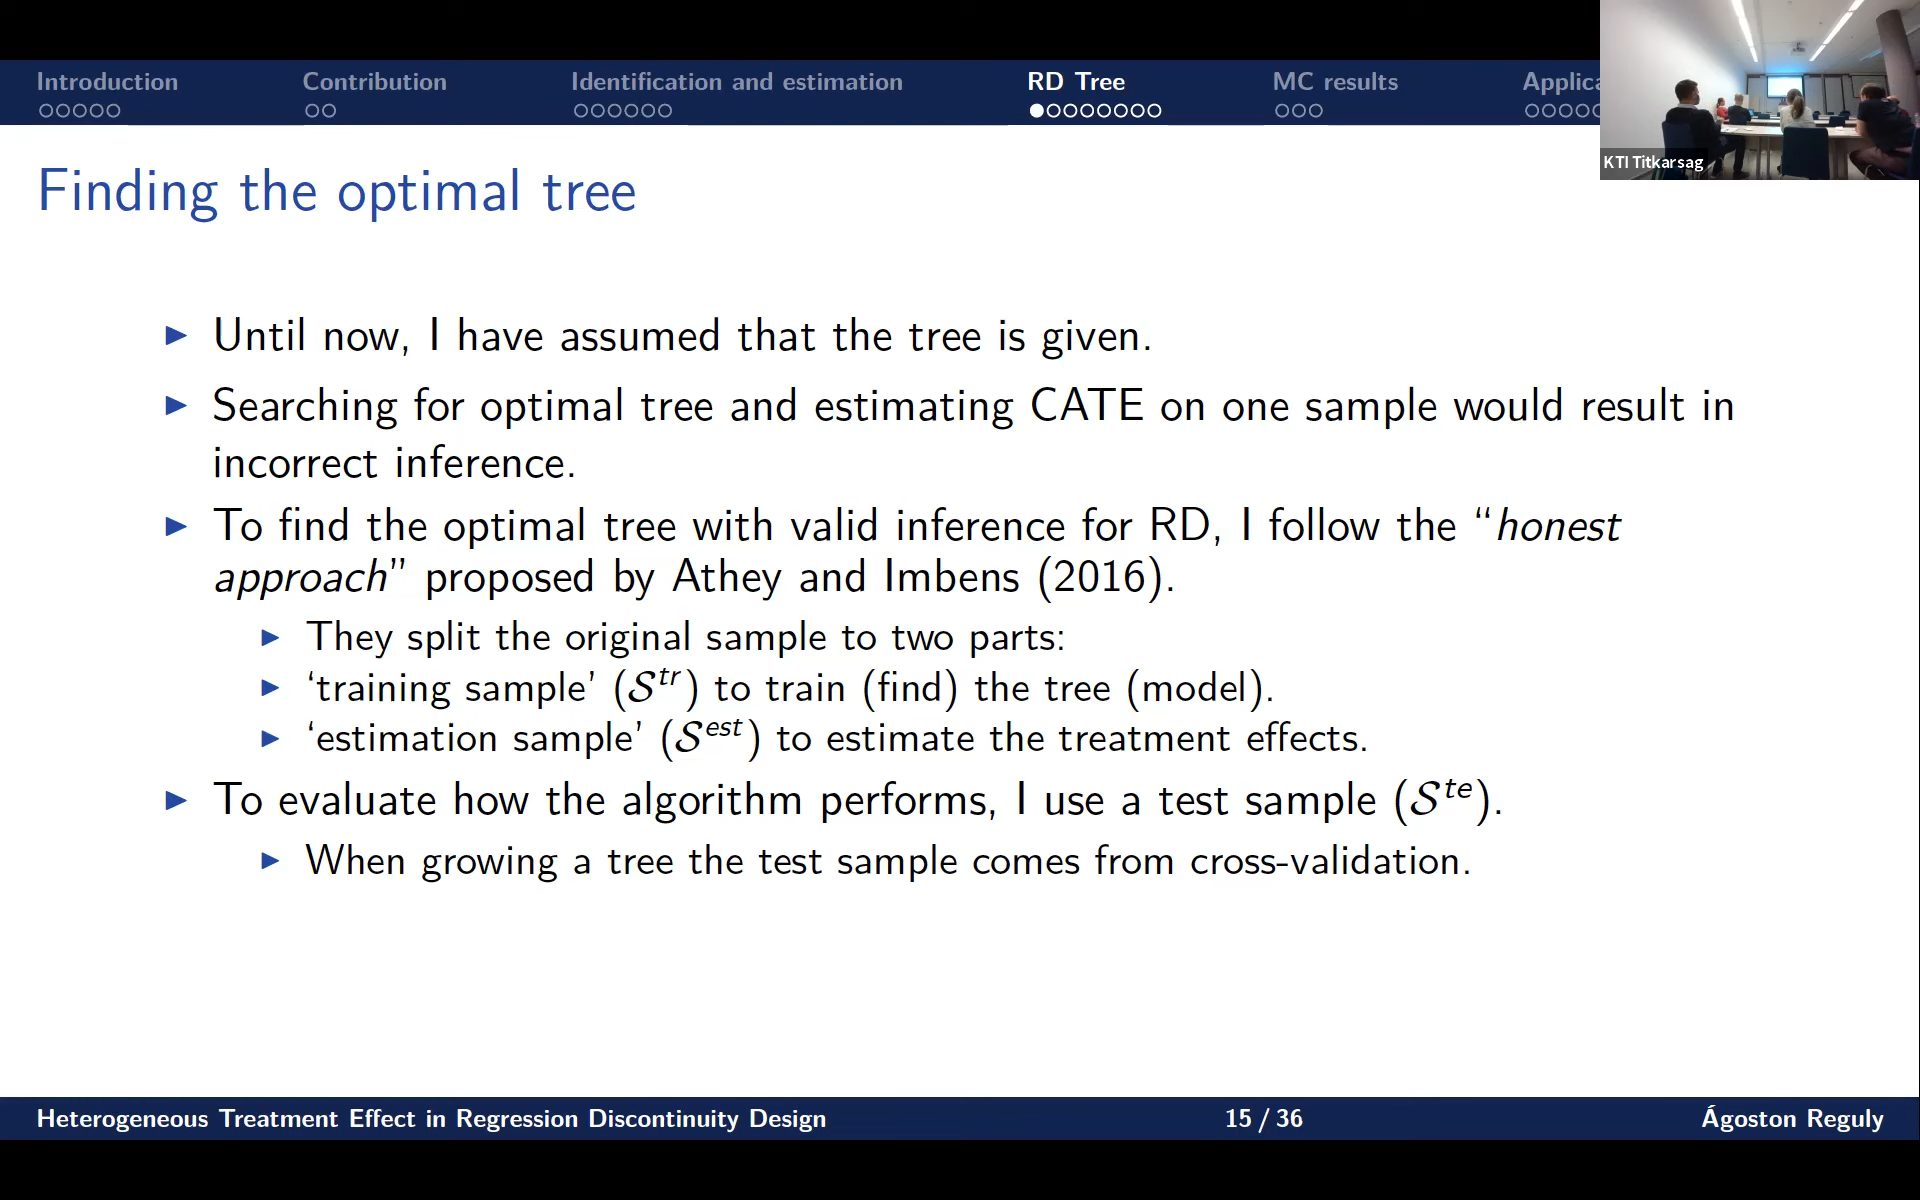 Introduction
Contribution
Identification and estimation
RD Tree
MC results
Applica
KTI Titkarsag
Finding the optimal tree
Until now, I have assumed that the tree is given.
Searching for optimal tree and estimating CATE on one sample would result in
incorrect inference.
To find the optimal tree with valid inference for RD, I follow the “honest
approach” proposed by Athey and Imbens (2016).
They split the original sample to two parts:
‘training sample’ (𝒮^tr) to train (find) the tree (model).
‘estimation sample’ (𝒮^est) to estimate the treatment effects.
To evaluate how the algorithm performs, I use a test sample (𝒮^te).
When growing a tree the test sample comes from cross-validation.
Heterogeneous Treatment Effect in Regression Discontinuity Design
15 / 36
Ágoston Reguly